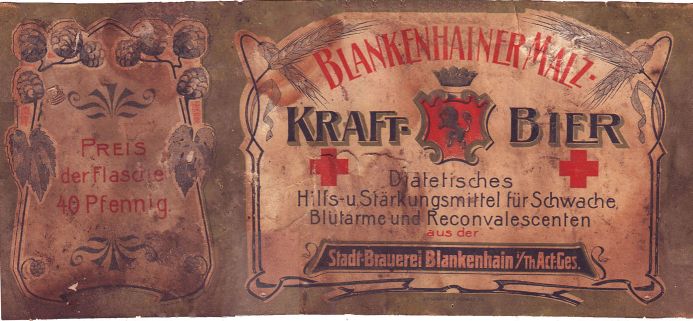 PREIS
der Flasche
40 Pfennig.
BLANKENHAINER MALZ-
KRAFT- BIER
Diätetisches
Hilfs-u. Stärkungsmittel für Schwache,
Blutarme und Reconvalescenten
aus der
Stadt-Brauerei Blankenhain i/Th Act-Ges.